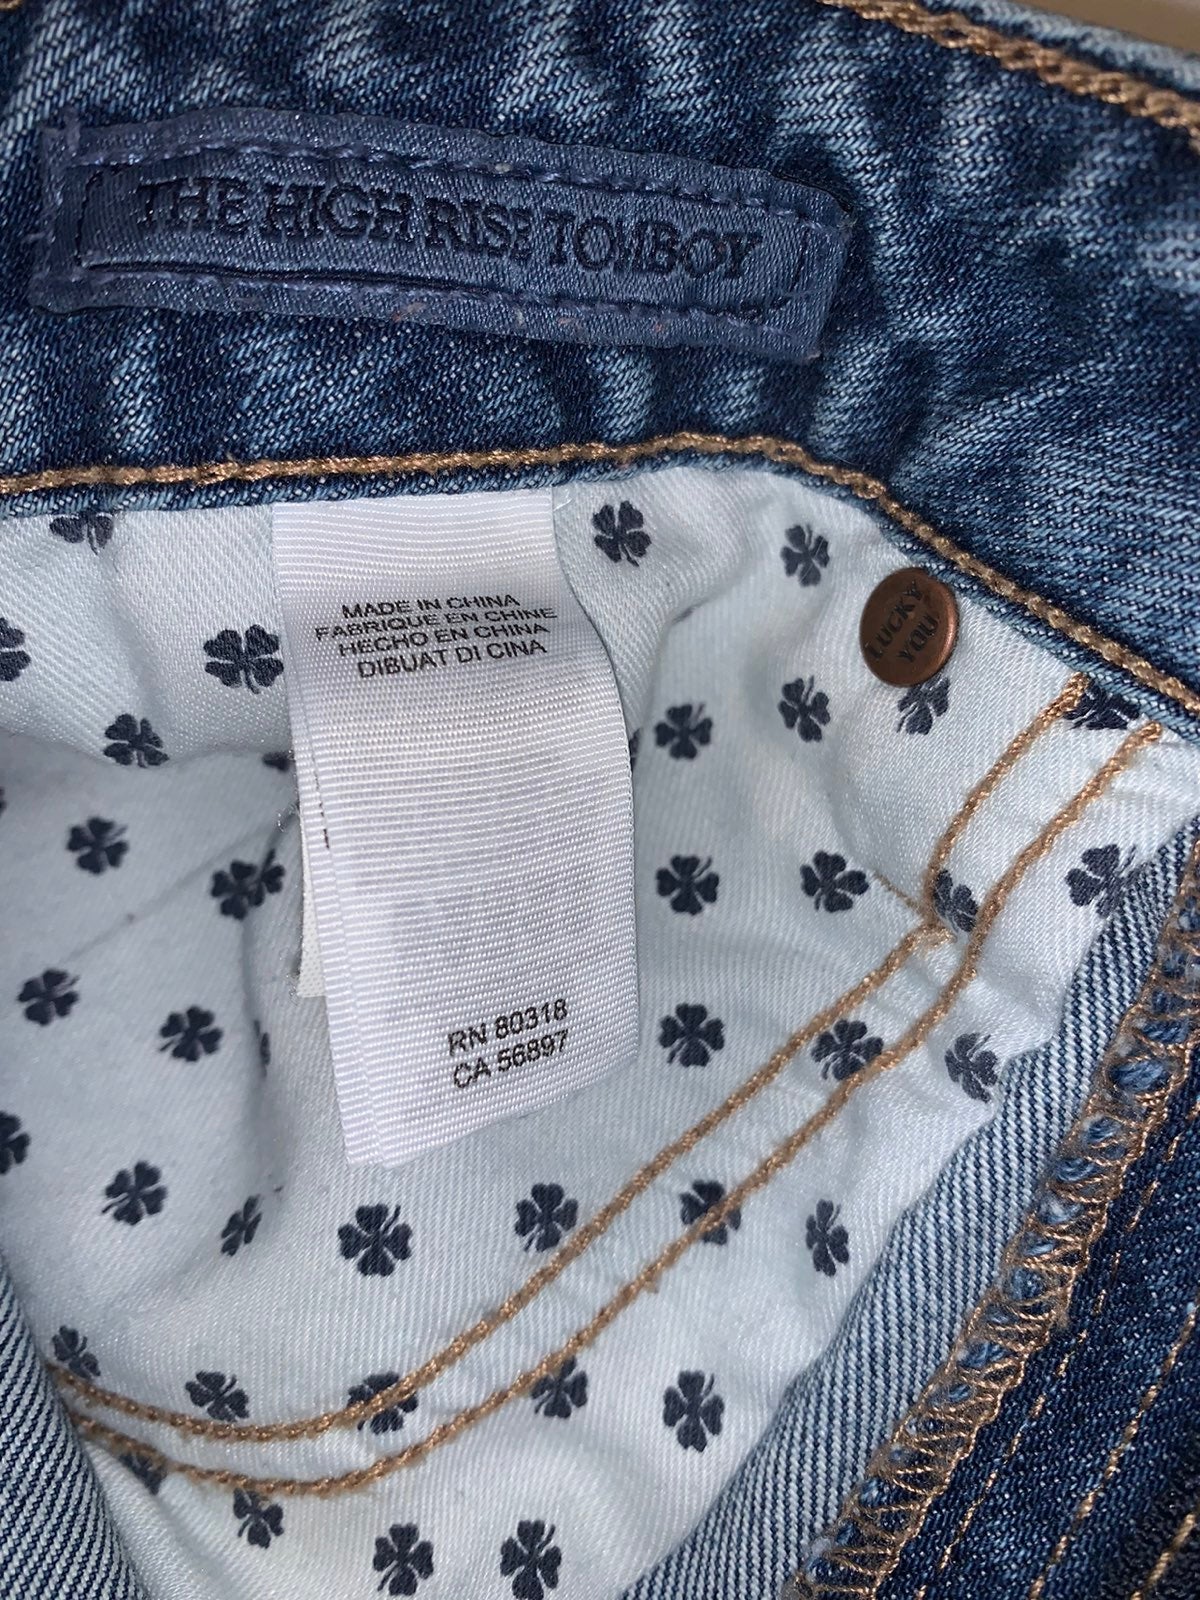 THE HIGH RISE TOMBOY
MADE IN CHINA
FABRIQUE EN CHINE
HECHO EN CHINA
DIBUAT DI CINA
LUCKY
YOU
RN 80318
CA 56897